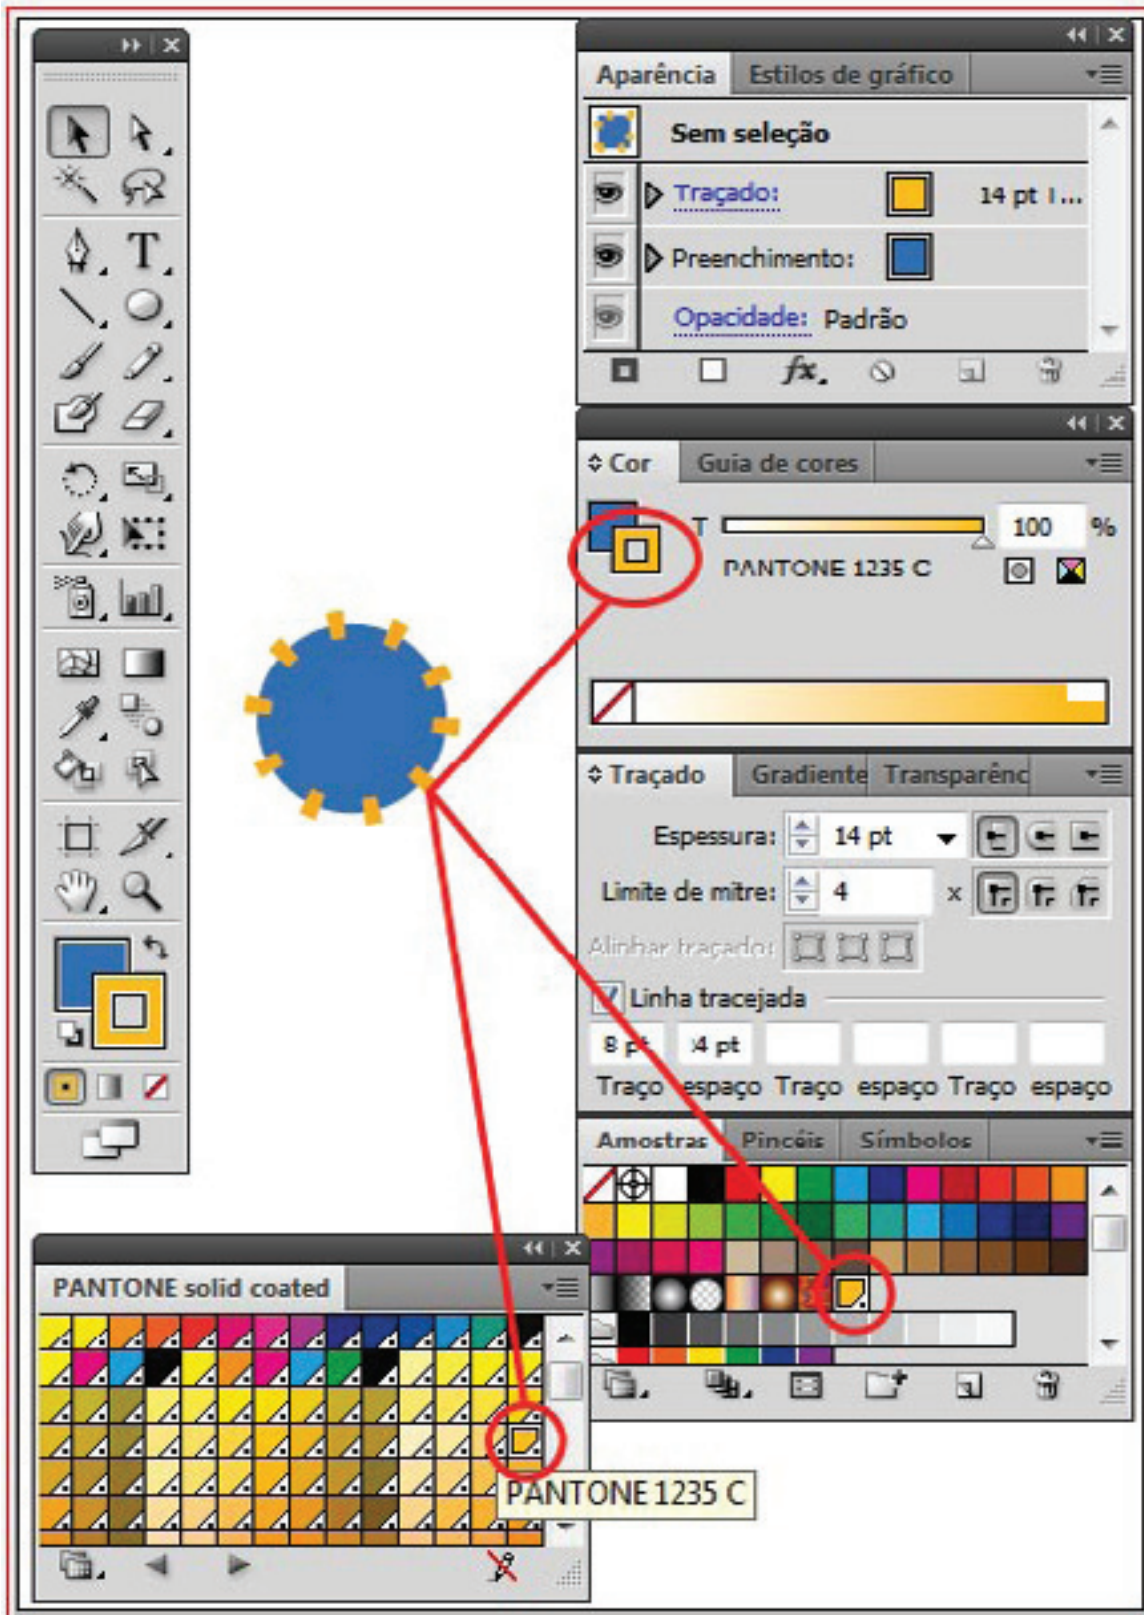 Aparência Estilos de gráfico
Sem seleção
Traçado: 14 pt
Preenchimento:
Opacidade: Padrão
fx.
Cor Guia de cores
T 100 %
PANTONE 1235 C
Traçado Gradiente Transparênc
Espessura: 14 pt
Limite de mitre: 4 x
Alinhar traçado:
Linha tracejada
8 pt 4 pt
Traço espaço Traço espaço Traço espaço
Amostras Pincéis Símbolos
PANTONE solid coated
PANTONE 1235 C